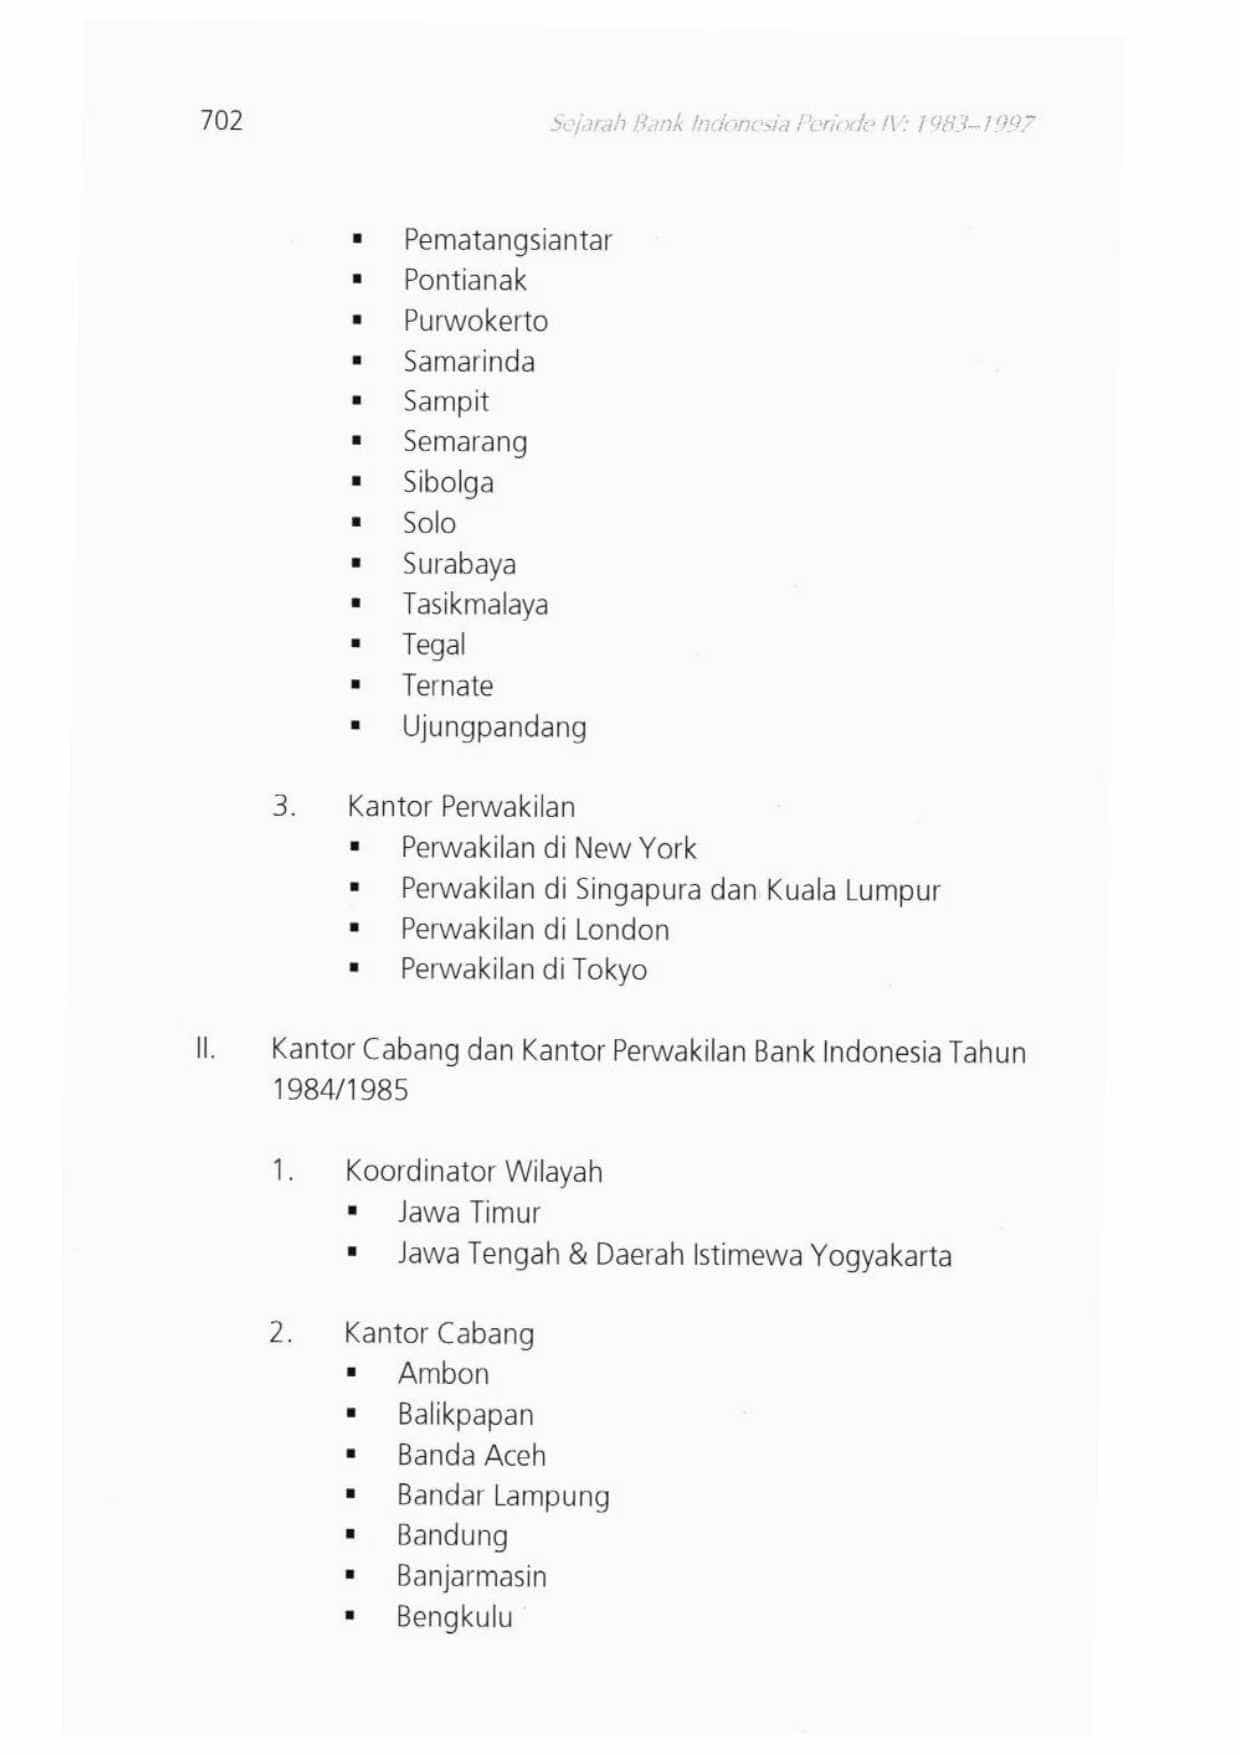 702
Sejarah Bank Indonesia Periode IV: 1983–1997
▪ Pematangsiantar
▪ Pontianak
▪ Purwokerto
▪ Samarinda
▪ Sampit
▪ Semarang
▪ Sibolga
▪ Solo
▪ Surabaya
▪ Tasikmalaya
▪ Tegal
▪ Ternate
▪ Ujungpandang
3. Kantor Perwakilan
▪ Perwakilan di New York
▪ Perwakilan di Singapura dan Kuala Lumpur
▪ Perwakilan di London
▪ Perwakilan di Tokyo
II. Kantor Cabang dan Kantor Perwakilan Bank Indonesia Tahun
1984/1985
1. Koordinator Wilayah
▪ Jawa Timur
▪ Jawa Tengah & Daerah Istimewa Yogyakarta
2. Kantor Cabang
▪ Ambon
▪ Balikpapan
▪ Banda Aceh
▪ Bandar Lampung
▪ Bandung
▪ Banjarmasin
▪ Bengkulu